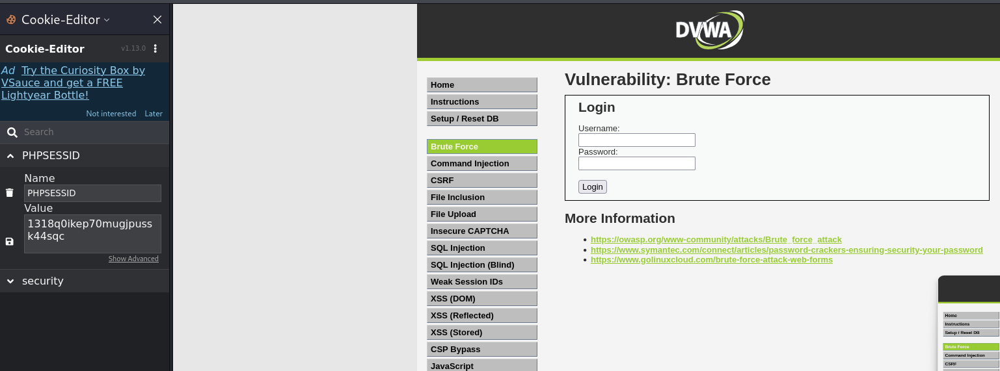 Cookie-Editor
Cookie-Editor v1.13.0
Ad Try the Curiosity Box by
VSauce and get a FREE
Lightyear Bottle!
Not interested Later
Search
PHPSESSID
Name
PHPSESSID
Value
1318q0ikep70mugjpuss
k44sqc
Show Advanced
security
DVWA
Home
Instructions
Setup / Reset DB
Brute Force
Command Injection
CSRF
File Inclusion
File Upload
Insecure CAPTCHA
SQL Injection
SQL Injection (Blind)
Weak Session IDs
XSS (DOM)
XSS (Reflected)
XSS (Stored)
CSP Bypass
JavaScript
Vulnerability: Brute Force
Login
Username:
Password:
Login
More Information
https://owasp.org/www-community/attacks/Brute_force_attack
https://www.symantec.com/connect/articles/password-crackers-ensuring-security-your-password
https://www.golinuxcloud.com/brute-force-attack-web-forms
Home
Instructions
Setup / Reset DB
Brute Force
Command Injection
CSRF